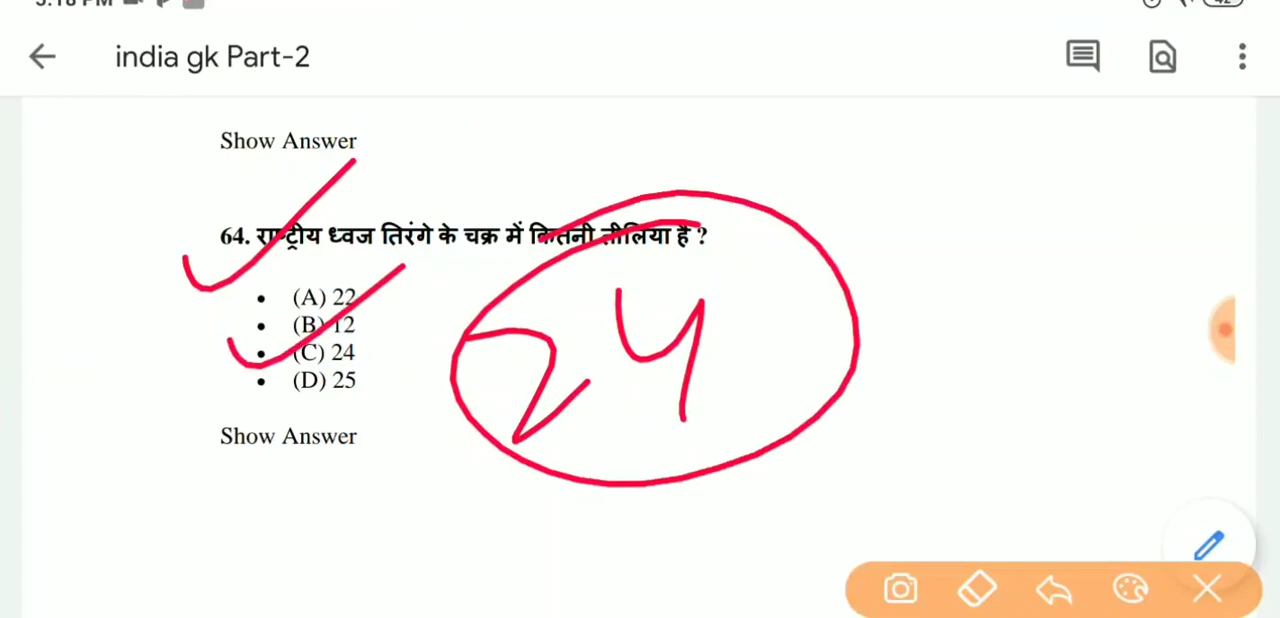 india gk Part-2
Show Answer
64. राष्ट्रीय ध्वज तिरंगे के चक्र में कितनी तीलिया है ?
• (A) 22
• (B) 12
• (C) 24
• (D) 25
24
Show Answer